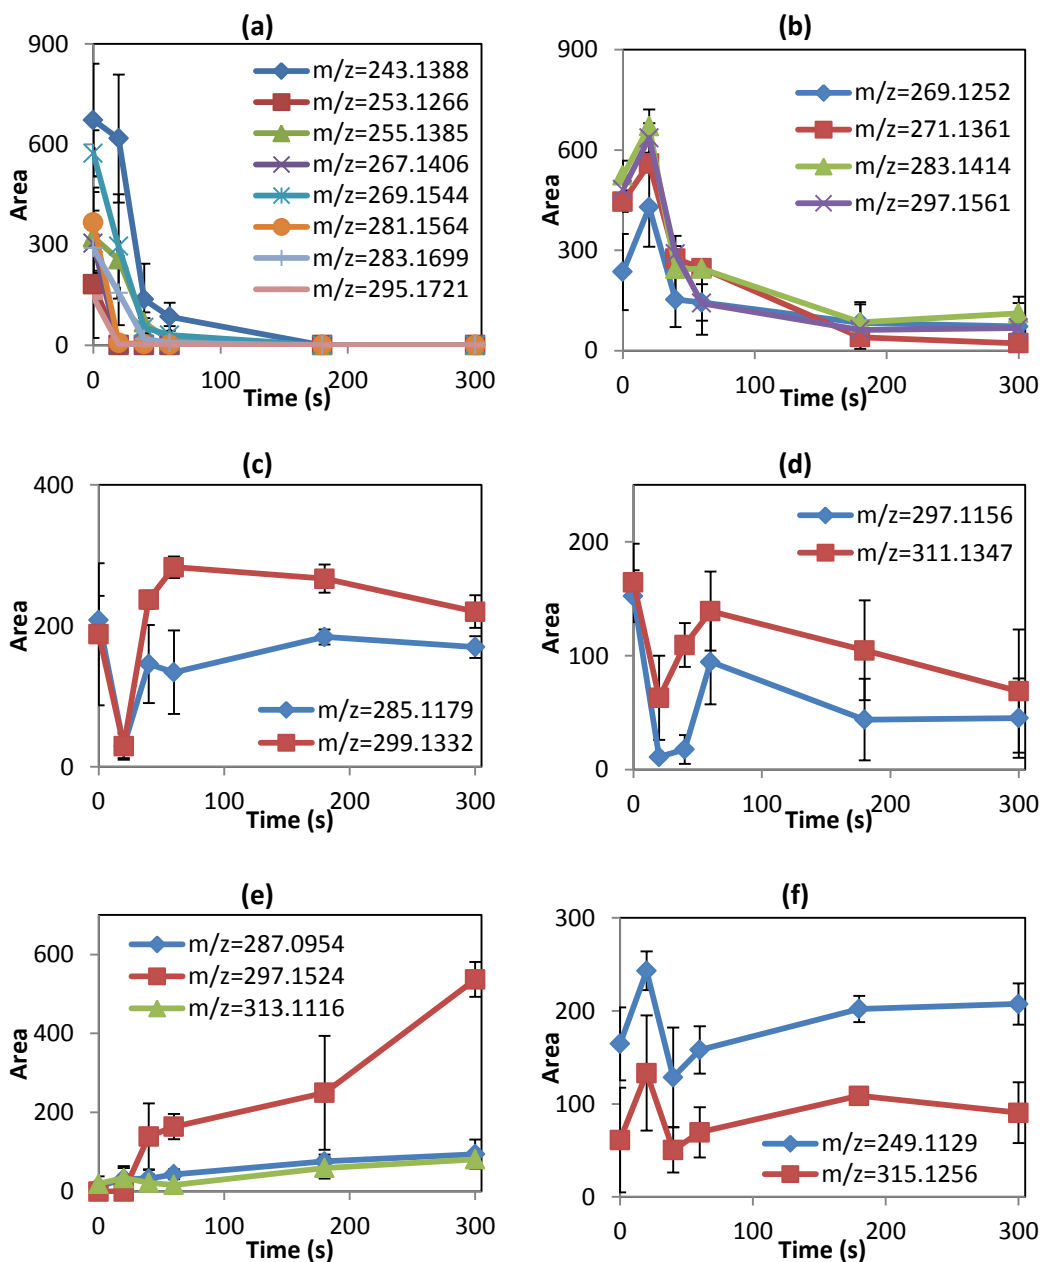 (a)
900
600
300
0
Area
m/z=243.1388
m/z=253.1266
m/z=255.1385
m/z=267.1406
m/z=269.1544
m/z=281.1564
m/z=283.1699
m/z=295.1721
0 100 200 300
Time (s)
(b)
900
600
300
0
Area
m/z=269.1252
m/z=271.1361
m/z=283.1414
m/z=297.1561
0 100 200 300
Time (s)
(c)
400
200
0
Area
m/z=285.1179
m/z=299.1332
0 100 200 300
Time (s)
(d)
200
100
0
Area
m/z=297.1156
m/z=311.1347
0 100 200 300
Time (s)
(e)
600
400
200
0
Area
m/z=287.0954
m/z=297.1524
m/z=313.1116
0 100 200 300
Time (s)
(f)
300
200
100
0
Area
m/z=249.1129
m/z=315.1256
0 100 200 300
Time (s)